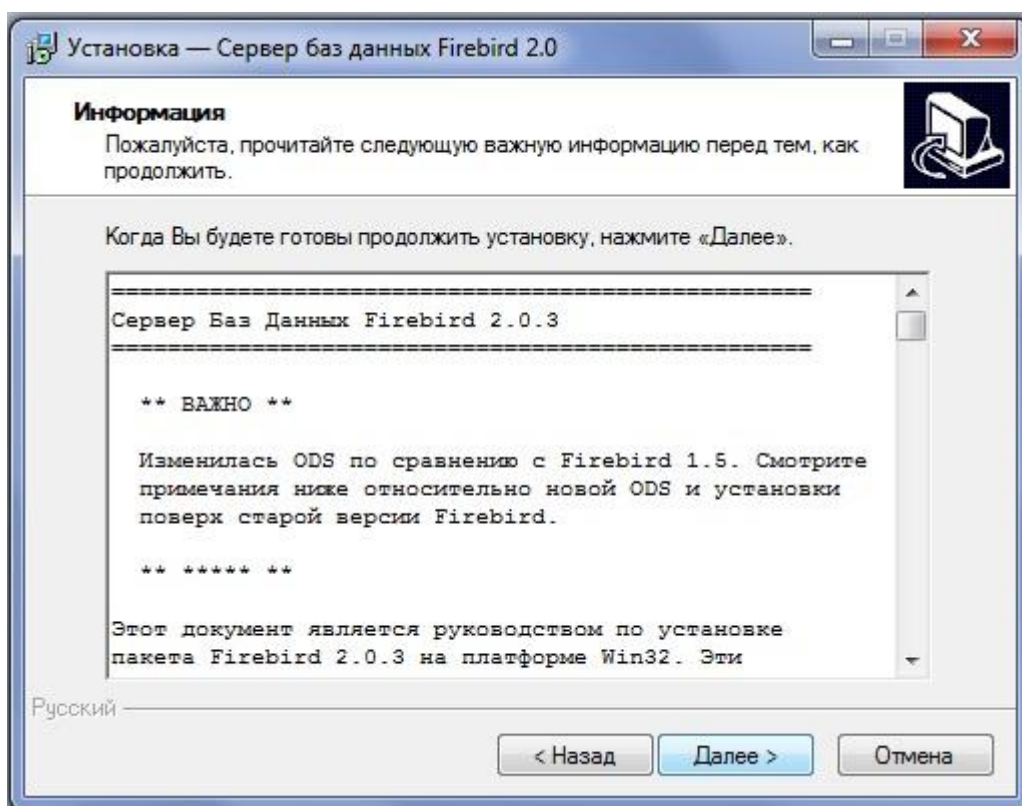 Установка — Сервер баз данных Firebird 2.0
Информация
Пожалуйста, прочитайте следующую важную информацию перед тем, как
продолжить.
Когда Вы будете готовы продолжить установку, нажмите «Далее».
==================================================
Сервер Баз Данных Firebird 2.0.3
==================================================
** ВАЖНО **
Изменилась ODS по сравнению с Firebird 1.5. Смотрите
примечания ниже относительно новой ODS и установки
поверх старой версии Firebird.
** ***** **
Этот документ является руководством по установке
пакета Firebird 2.0.3 на платформе Win32. Эти
Русский
< Назад
Далее >
Отмена